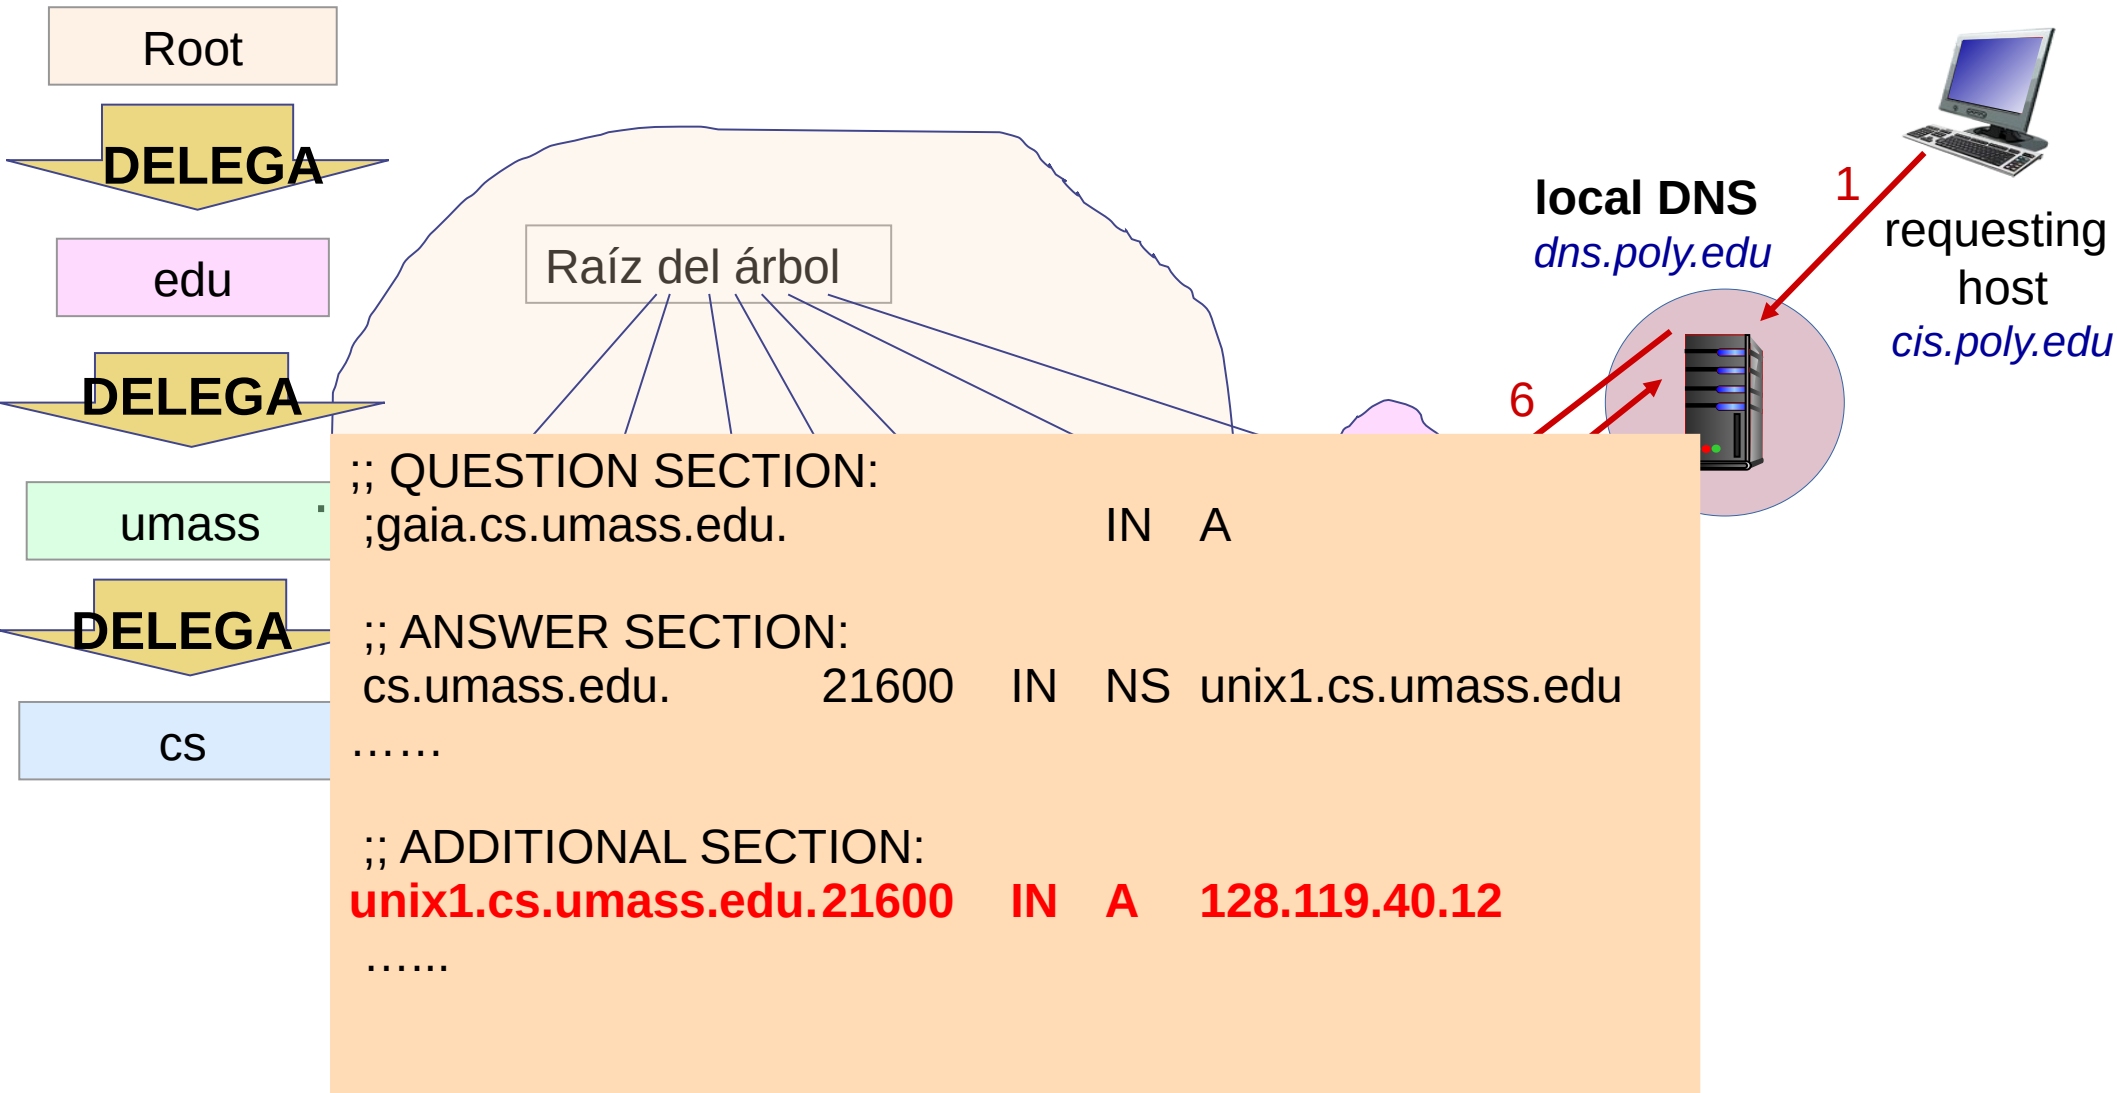 Root
DELEGA
edu
DELEGA
umass
DELEGA
cs
Raíz del árbol
local DNS
dns.poly.edu
1
requesting
host
cis.poly.edu
6
;; QUESTION SECTION:
;gaia.cs.umass.edu. IN A
;; ANSWER SECTION:
cs.umass.edu. 21600 IN NS unix1.cs.umass.edu
……
;; ADDITIONAL SECTION:
unix1.cs.umass.edu. 21600 IN A 128.119.40.12
…...